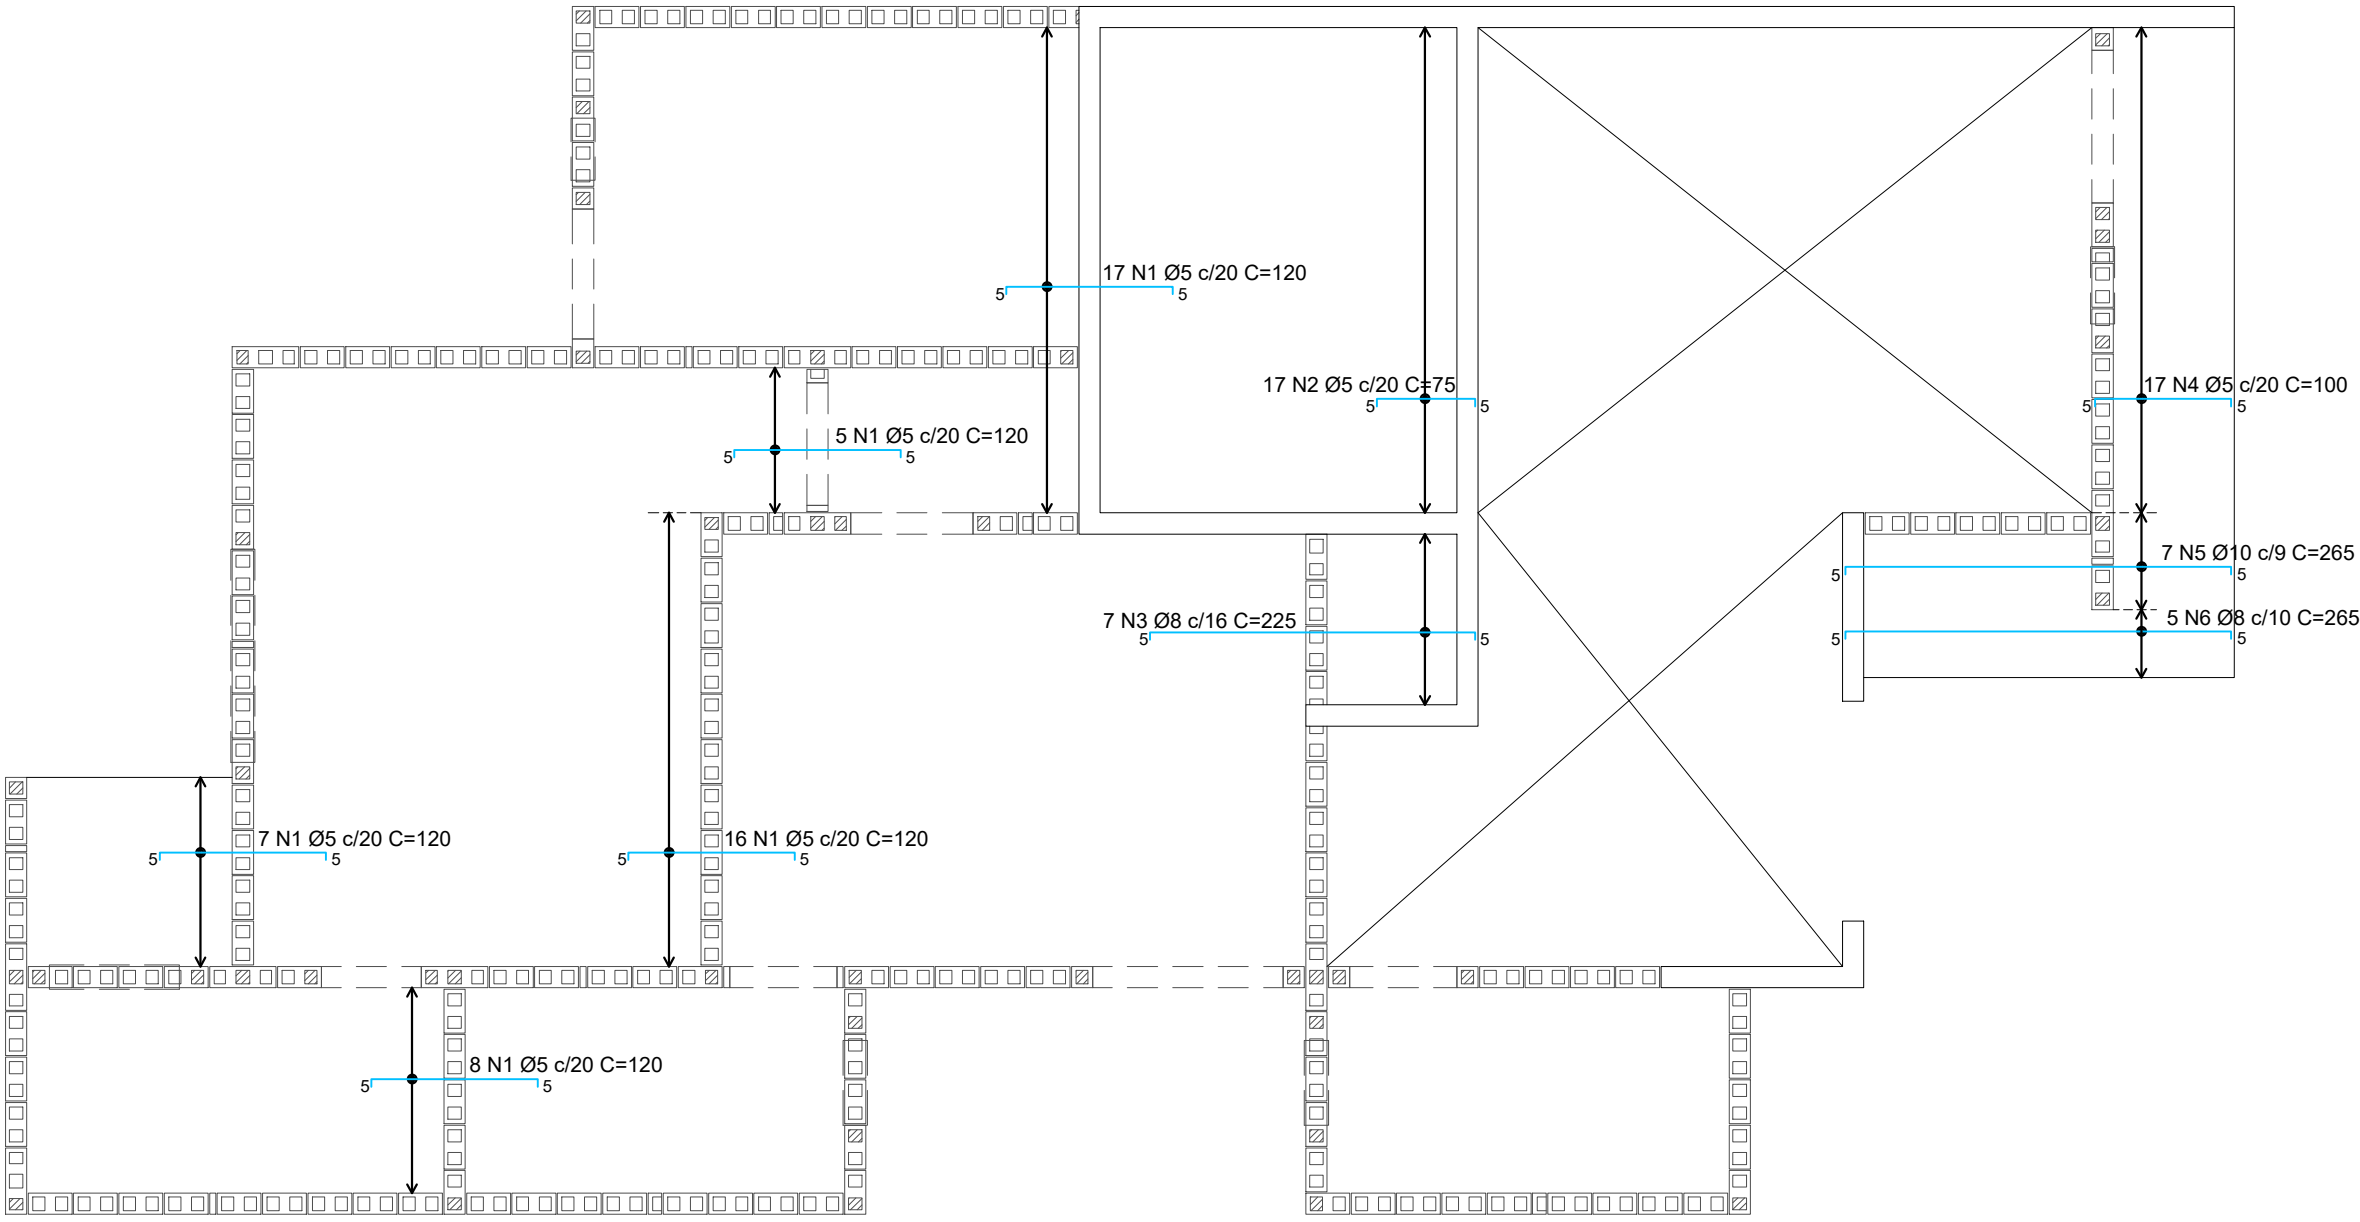 17 N1 Ø5 c/20 C=120
5 5
17 N2 Ø5 c/20 C=75
5 5
17 N4 Ø5 c/20 C=100
5 5
5 N1 Ø5 c/20 C=120
5 5
7 N5 Ø10 c/9 C=265
5 5
7 N3 Ø8 c/16 C=225
5 5
5 N6 Ø8 c/10 C=265
5 5
7 N1 Ø5 c/20 C=120
5 5
16 N1 Ø5 c/20 C=120
5 5
8 N1 Ø5 c/20 C=120
5 5